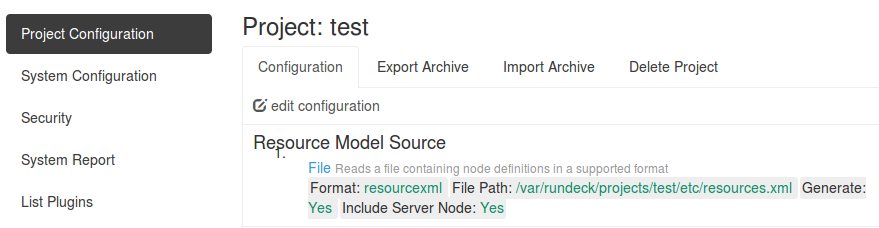 Project Configuration
System Configuration
Security
System Report
List Plugins
Project: test
Configuration Export Archive Import Archive Delete Project
edit configuration
Resource Model Source
1.
File Reads a file containing node definitions in a supported format
Format: resourcexml File Path: /var/rundeck/projects/test/etc/resources.xml Generate:
Yes Include Server Node: Yes